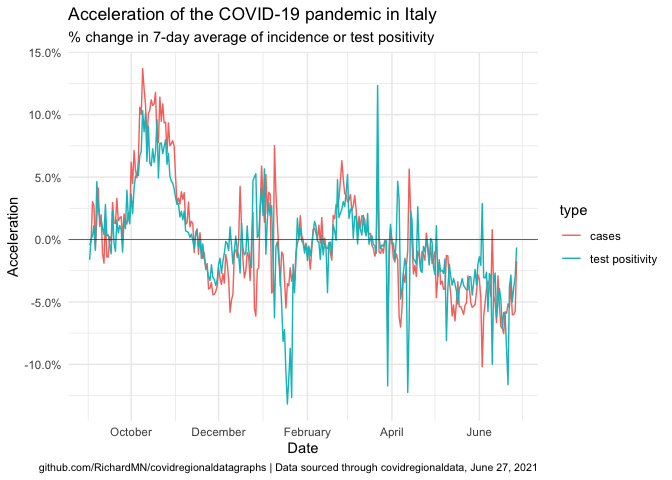 Acceleration of the COVID-19 pandemic in Italy
% change in 7-day average of incidence or test positivity
15.0%
10.0%
5.0%
0.0%
-5.0%
-10.0%
Acceleration
October December February April June
Date
type
cases
test positivity
github.com/RichardMN/covidregionaldatagraphs | Data sourced through covidregionaldata, June 27, 2021